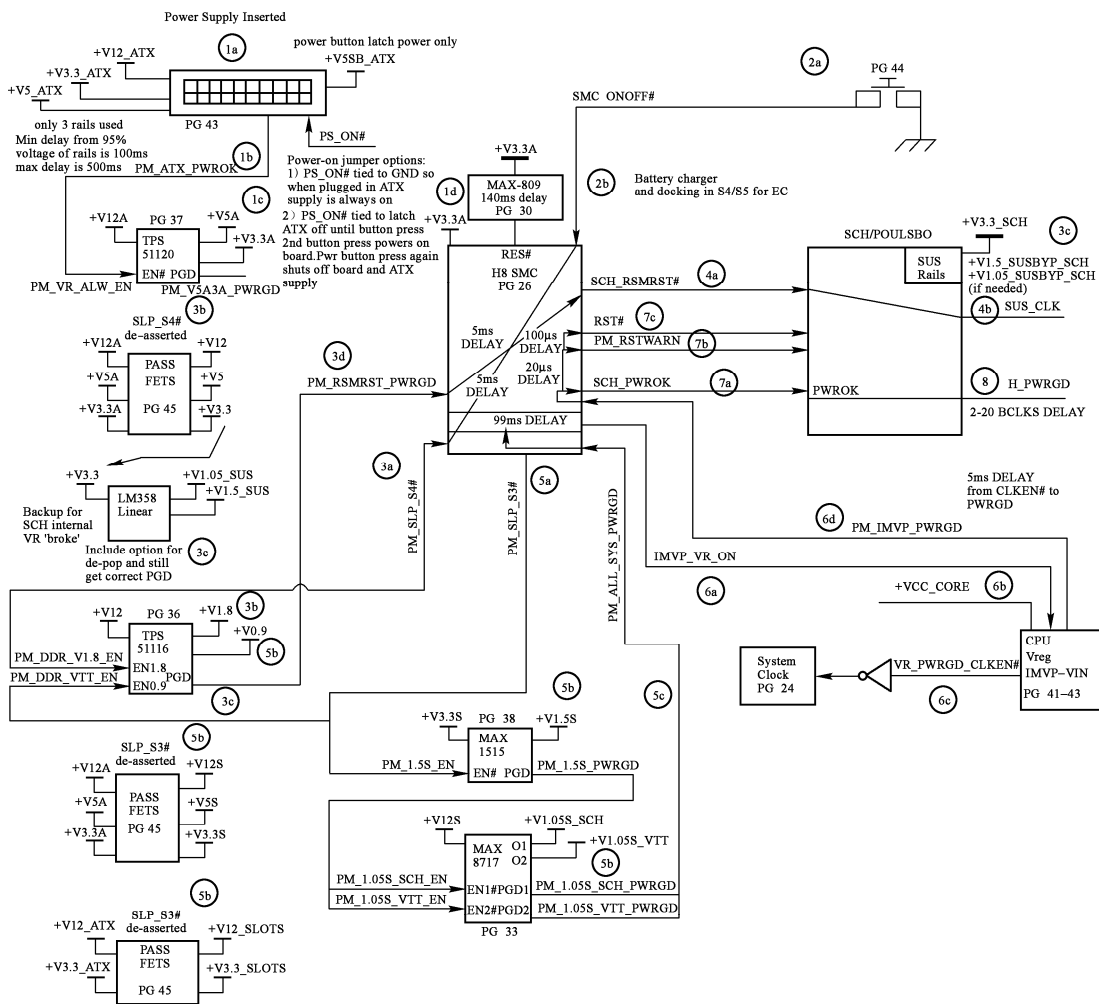 Power Supply Inserted
1a
+V12_ATX
+V3.3_ATX
+V5_ATX
power button latch power only
+V5SB_ATX
PG 43
PS_ON#
only 3 rails used
Min delay from 95%
voltage of rails is 100ms
max delay is 500ms
1b
PM_ATX_PWROK
Power-on jumper options:
1) PS_ON# tied to GND so
when plugged in ATX
supply is always on
2) PS_ON# tied to latch
ATX off until button press
2nd button press powers on
board.Pwr button press again
shuts off board and ATX
supply
1c
PG 37
+V12A
TPS
51120
EN# PGD
+V5A
+V3.3A
PM_VR_ALW_EN
PM_V5A3A_PWRGD
3b
SLP_S4#
de-asserted
+V12A
+V5A
+V3.3A
PASS
FETS
PG 45
+V12
+V5
+V3.3
+V3.3
LM358
Linear
+V1.05_SUS
+V1.5_SUS
Backup for
SCH internal
VR 'broke'
Include option for
de-pop and still
get correct PGD
3c
PG 36
+V12
TPS
51116
EN1.8
PGD
EN0.9
+V1.8
3b
+V0.9
5b
PM_DDR_V1.8_EN
PM_DDR_VTT_EN
3c
SLP_S3#
de-asserted
5b
+V12A
+V5A
+V3.3A
PASS
FETS
PG 45
+V12S
+V5S
+V3.3S
5b
SLP_S3#
de-asserted
+V12_ATX
+V3.3_ATX
PASS
FETS
PG 45
+V12_SLOTS
+V3.3_SLOTS
2a
PG 44
SMC_ONOFF#
+V3.3A
1d
MAX-809
140ms delay
PG 30
2b
Battery charger
and docking in S4/S5 for EC
+V3.3A
RES#
H8 SMC
PG 26
5ms
DELAY
100μs
DELAY
5ms
DELAY
20μs
DELAY
99ms DELAY
SCH_RSMRST#
4a
RST#
7c
PM_RSTWARN
7b
SCH_PWROK
7a
3d
PM_RSMRST_PWRGD
SCH/POULSBO
SUS
Rails
PWROK
+V3.3_SCH
3c
+V1.5_SUSBYP_SCH
+V1.05_SUSBYP_SCH
(if needed)
4b
SUS_CLK
8
H_PWRGD
2-20 BCLKS DELAY
3a
PM_SLP_S4#
5a
PM_SLP_S3#
PM_ALL_SYS_PWRGD
5ms DELAY
from CLKEN# to
PWRGD
6d
PM_IMVP_PWRGD
IMVP_VR_ON
6a
+VCC_CORE
6b
CPU
Vreg
IMVP-VIN
PG 41-43
VR_PWRGD_CLKEN#
6c
System
Clock
PG 24
5b
5c
PG 38
+V3.3S
MAX
1515
EN# PGD
+V1.5S
PM_1.5S_EN
PM_1.5S_PWRGD
+V12S
MAX
8717
O1
O2
EN1#PGD1
EN2#PGD2
PG 33
+V1.05S_SCH
+V1.05S_VTT
5b
PM_1.05S_SCH_EN
PM_1.05S_VTT_EN
PM_1.05S_SCH_PWRGD
PM_1.05S_VTT_PWRGD